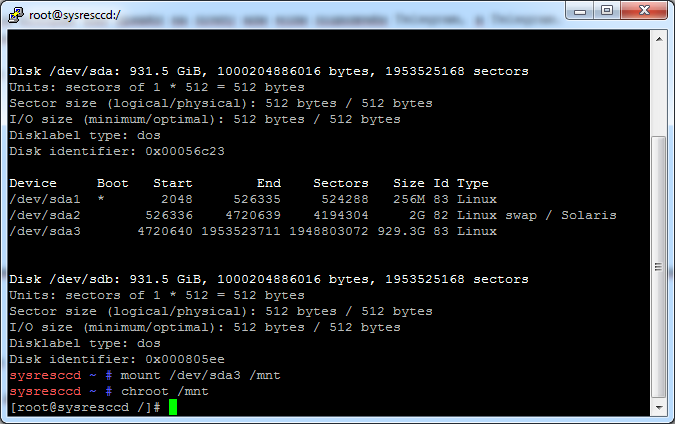 root@sysresccd:/
Disk /dev/sda: 931.5 GiB, 1000204886016 bytes, 1953525168 sectors
Units: sectors of 1 * 512 = 512 bytes
Sector size (logical/physical): 512 bytes / 512 bytes
I/O size (minimum/optimal): 512 bytes / 512 bytes
Disklabel type: dos
Disk identifier: 0x00056c23
Device Boot Start End Sectors Size Id Type
/dev/sda1 * 2048 526335 524288 256M 83 Linux
/dev/sda2 526336 4720639 4194304 2G 82 Linux swap / Solaris
/dev/sda3 4720640 1953523711 1948803072 929.3G 83 Linux
Disk /dev/sdb: 931.5 GiB, 1000204886016 bytes, 1953525168 sectors
Units: sectors of 1 * 512 = 512 bytes
Sector size (logical/physical): 512 bytes / 512 bytes
I/O size (minimum/optimal): 512 bytes / 512 bytes
Disklabel type: dos
Disk identifier: 0x000805ee
sysresccd ~ # mount /dev/sda3 /mnt
sysresccd ~ # chroot /mnt
[root@sysresccd /]#